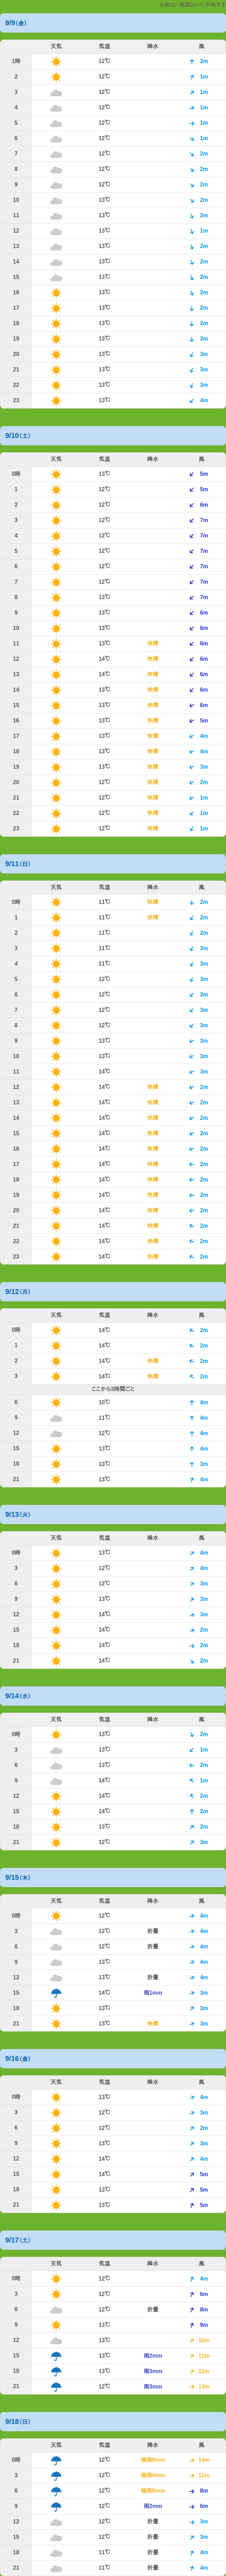 ※乾山（鳳凰山）の予報です
9/9（金）
天気 気温 降水 風
1時 12℃ 2m
2 12℃ 1m
3 12℃ 1m
4 12℃ 1m
5 12℃ 1m
6 12℃ 1m
7 12℃ 2m
8 12℃ 2m
9 12℃ 2m
10 13℃ 2m
11 13℃ 2m
12 13℃ 1m
13 13℃ 2m
14 13℃ 2m
15 13℃ 2m
16 13℃ 2m
17 13℃ 2m
18 13℃ 2m
19 13℃ 3m
20 13℃ 3m
21 13℃ 3m
22 13℃ 3m
23 13℃ 4m
9/10（土）
天気 気温 降水 風
0時 13℃ 5m
1 12℃ 5m
2 12℃ 6m
3 12℃ 7m
4 12℃ 7m
5 12℃ 7m
6 12℃ 7m
7 12℃ 7m
8 13℃ 7m
9 13℃ 6m
10 13℃ 6m
11 13℃ 快晴 6m
12 14℃ 快晴 6m
13 14℃ 快晴 6m
14 13℃ 快晴 6m
15 13℃ 快晴 6m
16 13℃ 快晴 5m
17 13℃ 快晴 4m
18 13℃ 快晴 4m
19 13℃ 快晴 3m
20 12℃ 快晴 2m
21 12℃ 快晴 1m
22 12℃ 快晴 1m
23 12℃ 快晴 1m
9/11（日）
天気 気温 降水 風
0時 11℃ 快晴 2m
1 11℃ 快晴 2m
2 11℃ 2m
3 11℃ 3m
4 11℃ 3m
5 12℃ 3m
6 12℃ 3m
7 12℃ 3m
8 12℃ 3m
9 13℃ 3m
10 13℃ 3m
11 14℃ 3m
12 14℃ 快晴 2m
13 14℃ 快晴 2m
14 14℃ 快晴 2m
15 14℃ 快晴 2m
16 14℃ 快晴 2m
17 14℃ 快晴 2m
18 14℃ 快晴 2m
19 14℃ 快晴 2m
20 14℃ 快晴 2m
21 14℃ 快晴 2m
22 14℃ 快晴 2m
23 14℃ 快晴 2m
9/12（月）
天気 気温 降水 風
0時 14℃ 2m
1 14℃ 2m
2 14℃ 快晴 2m
3 14℃ 快晴 2m
ここから3時間ごと
6 10℃ 4m
9 11℃ 4m
12 12℃ 4m
15 13℃ 4m
18 13℃ 3m
21 13℃ 4m
9/13（火）
天気 気温 降水 風
0時 13℃ 4m
3 12℃ 4m
6 12℃ 3m
9 13℃ 3m
12 14℃ 3m
15 14℃ 2m
18 14℃ 2m
21 12℃ 2m
9/14（水）
天気 気温 降水 風
0時 13℃ 2m
3 12℃ 1m
6 13℃ 2m
9 14℃ 1m
12 14℃ 2m
15 14℃ 2m
18 13℃ 2m
21 12℃ 3m
9/15（木）
天気 気温 降水 風
0時 12℃ 4m
3 12℃ 折畳 4m
6 12℃ 折畳 4m
9 13℃ 4m
12 13℃ 折畳 4m
15 14℃ 雨1mm 3m
18 13℃ 3m
21 13℃ 快晴 3m
9/16（金）
天気 気温 降水 風
0時 13℃ 4m
3 12℃ 3m
6 12℃ 2m
9 13℃ 3m
12 14℃ 4m
15 14℃ 5m
18 13℃ 5m
21 13℃ 5m
9/17（土）
天気 気温 降水 風
0時 12℃ 4m
3 12℃ 6m
6 12℃ 折畳 8m
9 13℃ 9m
12 13℃ 10m
15 13℃ 雨2mm 11m
18 13℃ 雨3mm 12m
21 12℃ 雨3mm 13m
9/18（日）
天気 気温 降水 風
0時 12℃ 強雨8mm 14m
3 12℃ 強雨8mm 11m
6 12℃ 強雨8mm 8m
9 12℃ 雨2mm 6m
12 12℃ 折畳 3m
15 12℃ 折畳 3m
18 11℃ 折畳 4m
21 11℃ 折畳 4m